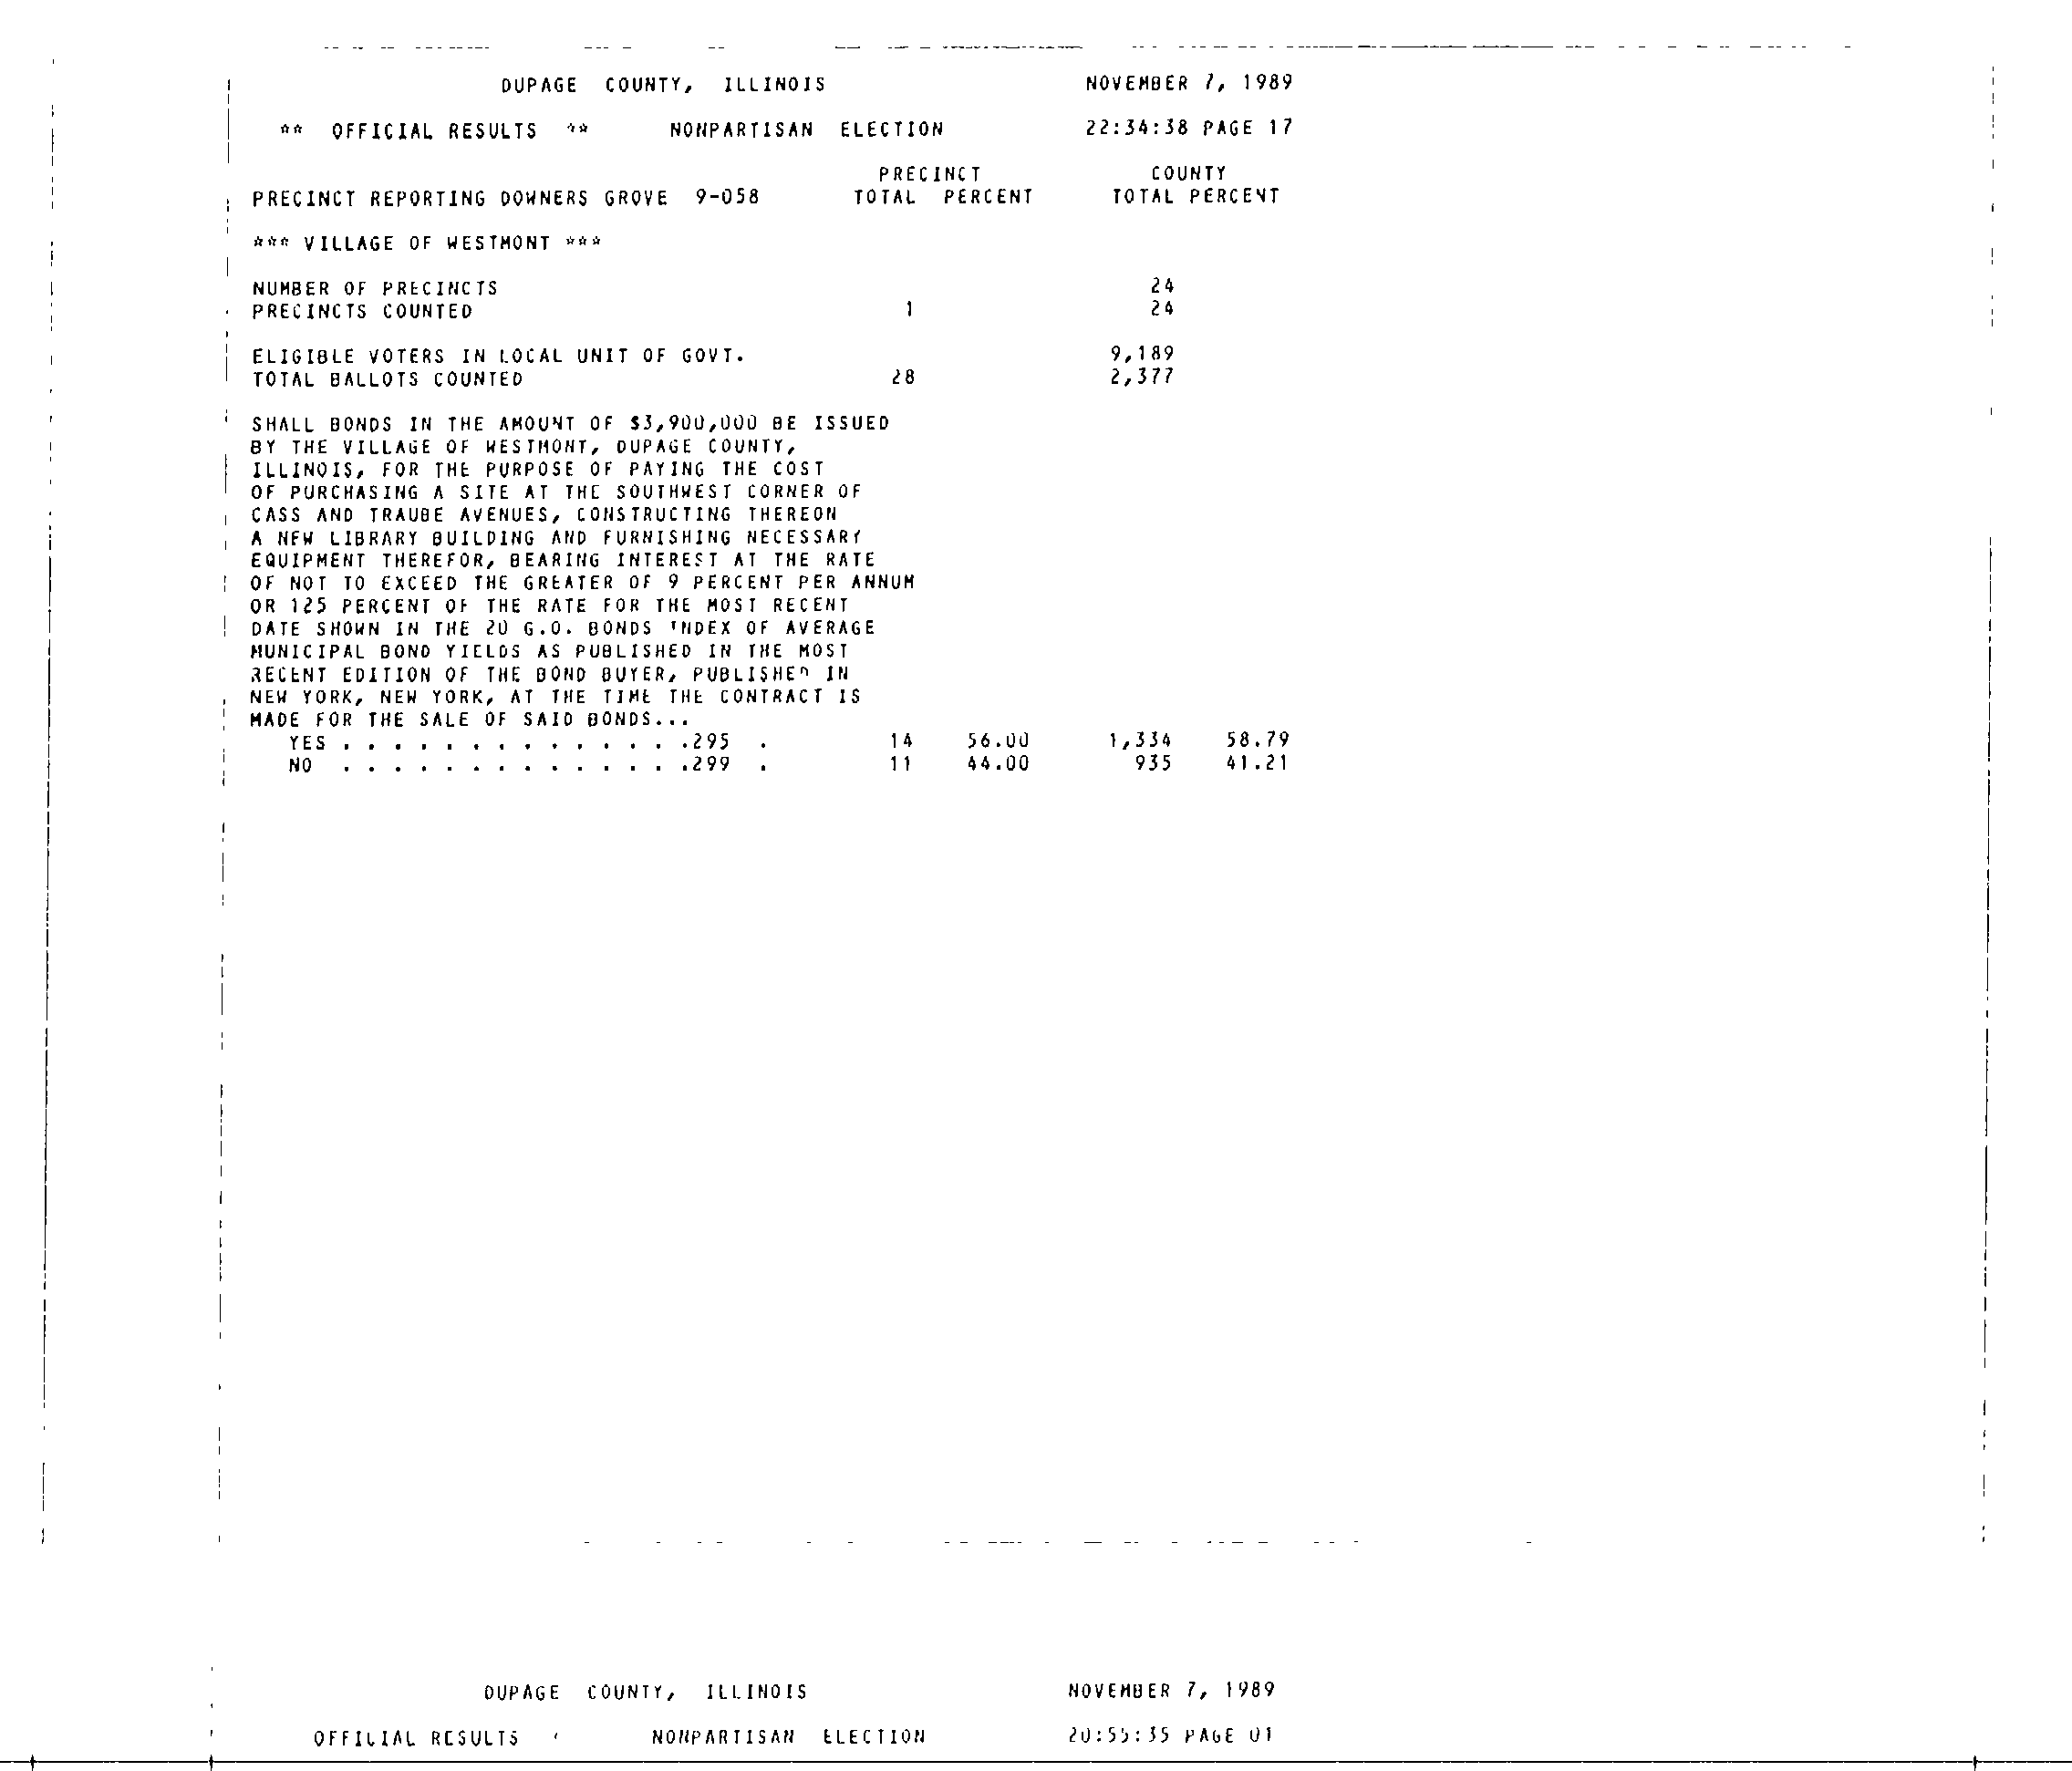 DUPAGE COUNTY, ILLINOIS NOVEMBER 7, 1989
** OFFICIAL RESULTS ** NONPARTISAN ELECTION 22:34:38 PAGE 17
PRECINCT COUNTY
PRECINCT REPORTING DOWNERS GROVE 9-058 TOTAL PERCENT TOTAL PERCENT
*** VILLAGE OF WESTMONT ***
NUMBER OF PRECINCTS 24
PRECINCTS COUNTED 1 24
ELIGIBLE VOTERS IN LOCAL UNIT OF GOVT. 9,189
TOTAL BALLOTS COUNTED 28 2,377
SHALL BONDS IN THE AMOUNT OF $3,900,000 BE ISSUED
BY THE VILLAGE OF WESTMONT, DUPAGE COUNTY,
ILLINOIS, FOR THE PURPOSE OF PAYING THE COST
OF PURCHASING A SITE AT THE SOUTHWEST CORNER OF
CASS AND TRAUBE AVENUES, CONSTRUCTING THEREON
A NEW LIBRARY BUILDING AND FURNISHING NECESSARY
EQUIPMENT THEREFOR, BEARING INTEREST AT THE RATE
OF NOT TO EXCEED THE GREATER OF 9 PERCENT PER ANNUM
OR 125 PERCENT OF THE RATE FOR THE MOST RECENT
DATE SHOWN IN THE 20 G.O. BONDS INDEX OF AVERAGE
MUNICIPAL BOND YIELDS AS PUBLISHED IN THE MOST
RECENT EDITION OF THE BOND BUYER, PUBLISHED IN
NEW YORK, NEW YORK, AT THE TIME THE CONTRACT IS
MADE FOR THE SALE OF SAID BONDS...
YES . . . . . . . . . . . . . .295 . 14 56.00 1,334 58.79
NO . . . . . . . . . . . . . .299 . 11 44.00 935 41.21
DUPAGE COUNTY, ILLINOIS NOVEMBER 7, 1989
OFFICIAL RESULTS NONPARTISAN ELECTION 20:55:35 PAGE 01